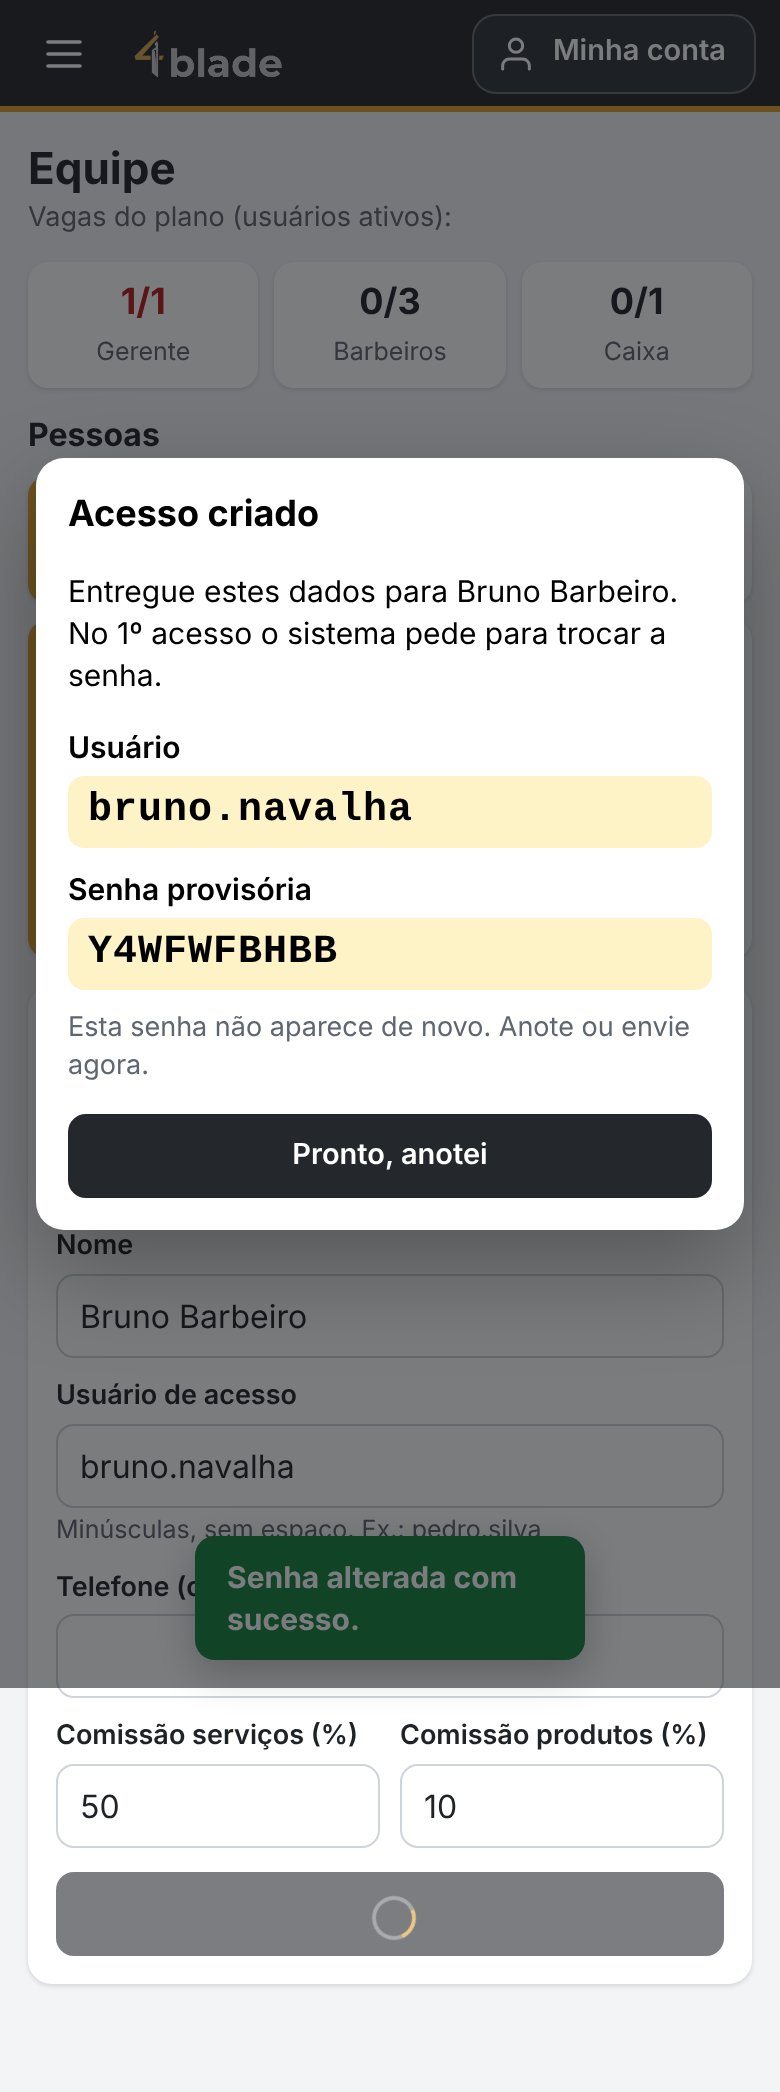 4blade
Minha conta
Equipe
Vagas do plano (usuários ativos):
1/1
Gerente
0/3
Barbeiros
0/1
Caixa
Pessoas
Acesso criado
Entregue estes dados para Bruno Barbeiro.
No 1º acesso o sistema pede para trocar a
senha.
Usuário
bruno.navalha
Senha provisória
Y4WFWFBHBB
Esta senha não aparece de novo. Anote ou envie
agora.
Pronto, anotei
Nome
Bruno Barbeiro
Usuário de acesso
bruno.navalha
Minúsculas, sem espaço. Ex.: pedro.silva
Telefone (
Senha alterada com
sucesso.
Comissão serviços (%)
Comissão produtos (%)
50
10